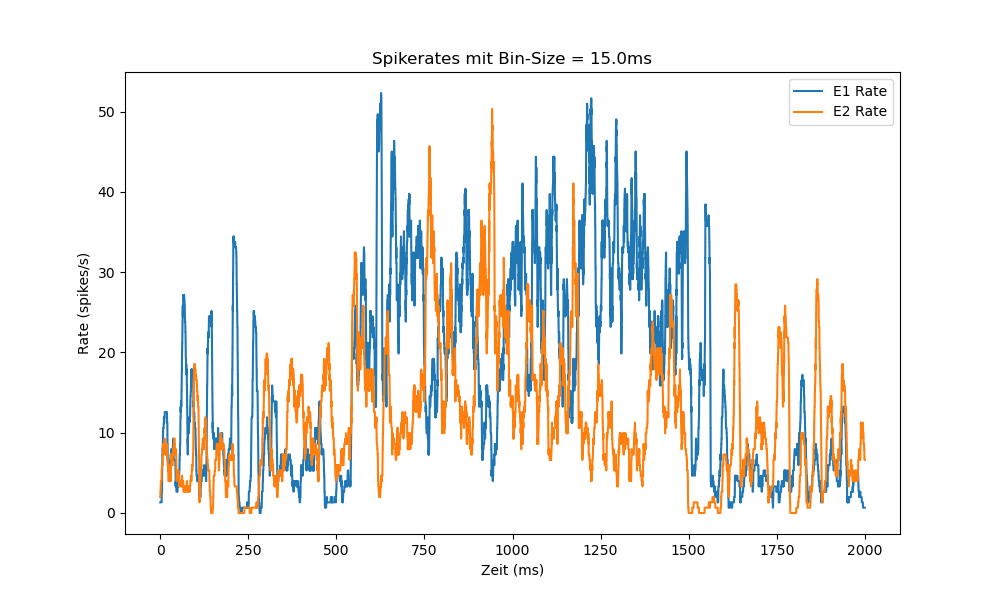 Spikerates mit Bin-Size = 15.0ms
E1 Rate
E2 Rate
Rate (spikes/s)
50
40
30
20
10
0
0 250 500 750 1000 1250 1500 1750 2000
Zeit (ms)